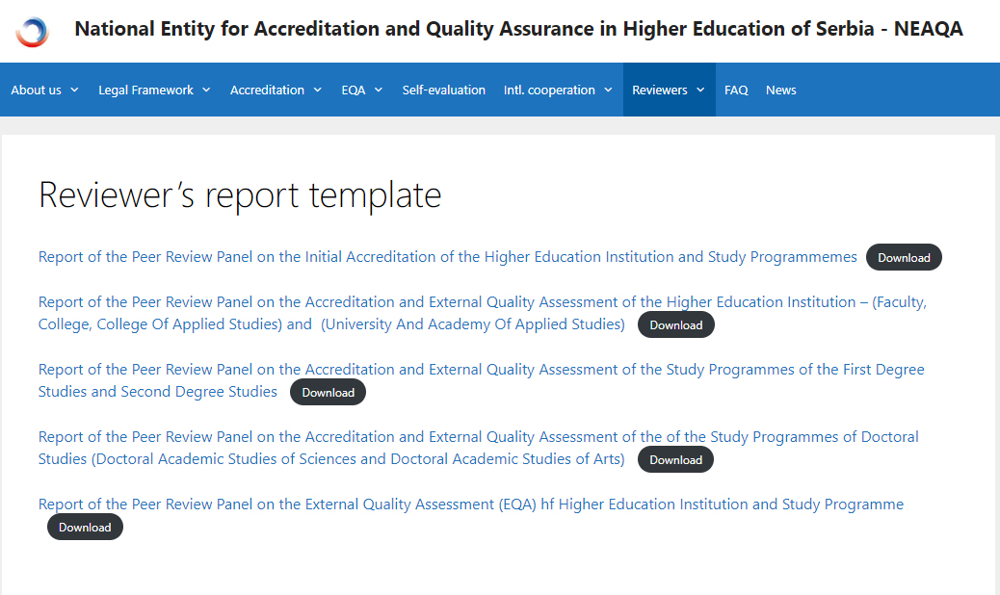 National Entity for Accreditation and Quality Assurance in Higher Education of Serbia - NEAQA
About us Legal Framework Accreditation EQA Self-evaluation Intl. cooperation Reviewers FAQ News
Reviewer’s report template
Report of the Peer Review Panel on the Initial Accreditation of the Higher Education Institution and Study Programmemes Download
Report of the Peer Review Panel on the Accreditation and External Quality Assessment of the Higher Education Institution – (Faculty,
College, College Of Applied Studies) and (University And Academy Of Applied Studies) Download
Report of the Peer Review Panel on the Accreditation and External Quality Assessment of the Study Programmes of the First Degree
Studies and Second Degree Studies Download
Report of the Peer Review Panel on the Accreditation and External Quality Assessment of the of the Study Programmes of Doctoral
Studies (Doctoral Academic Studies of Sciences and Doctoral Academic Studies of Arts) Download
Report of the Peer Review Panel on the External Quality Assessment (EQA) hf Higher Education Institution and Study Programme
Download